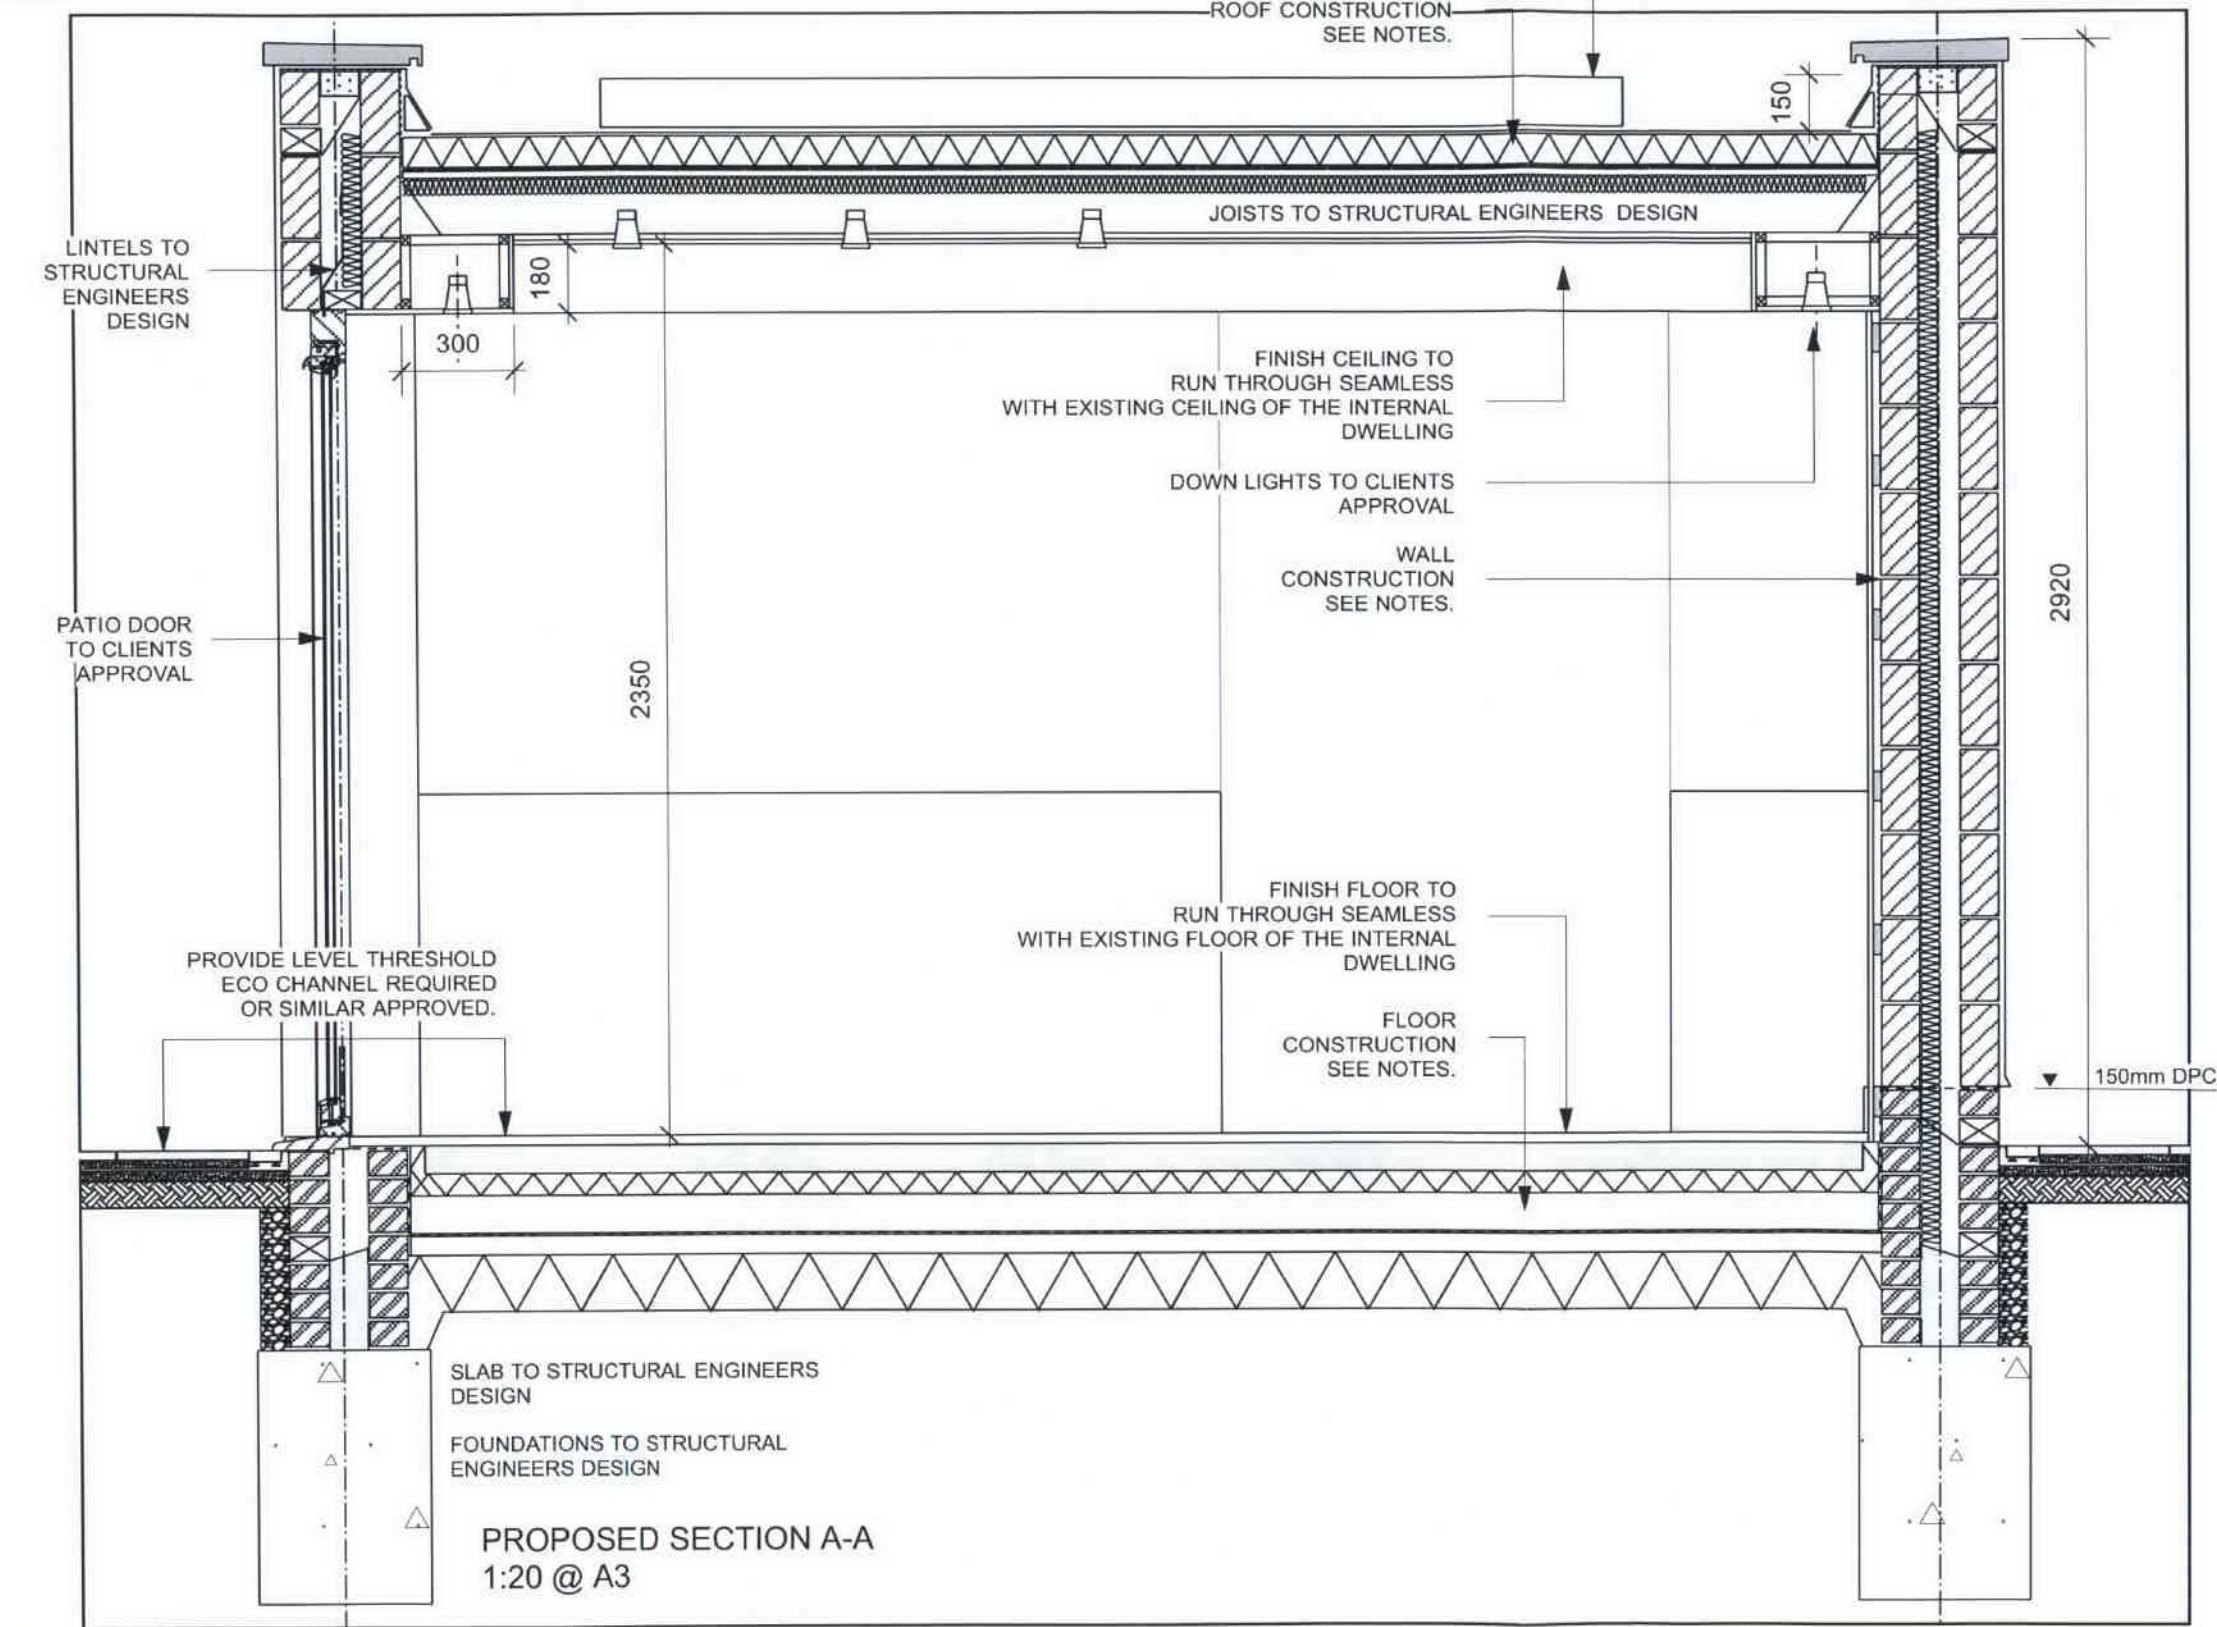 ROOF CONSTRUCTION
SEE NOTES.
150
JOISTS TO STRUCTURAL ENGINEERS DESIGN
LINTELS TO
STRUCTURAL
ENGINEERS
DESIGN
180
300
FINISH CEILING TO
RUN THROUGH SEAMLESS
WITH EXISTING CEILING OF THE INTERNAL
DWELLING
DOWN LIGHTS TO CLIENTS
APPROVAL
WALL
CONSTRUCTION
SEE NOTES.
2920
PATIO DOOR
TO CLIENTS
APPROVAL
2350
FINISH FLOOR TO
RUN THROUGH SEAMLESS
WITH EXISTING FLOOR OF THE INTERNAL
DWELLING
PROVIDE LEVEL THRESHOLD
ECO CHANNEL REQUIRED
OR SIMILAR APPROVED.
FLOOR
CONSTRUCTION
SEE NOTES.
150mm DPC
SLAB TO STRUCTURAL ENGINEERS
DESIGN
FOUNDATIONS TO STRUCTURAL
ENGINEERS DESIGN
PROPOSED SECTION A-A
1:20 @ A3